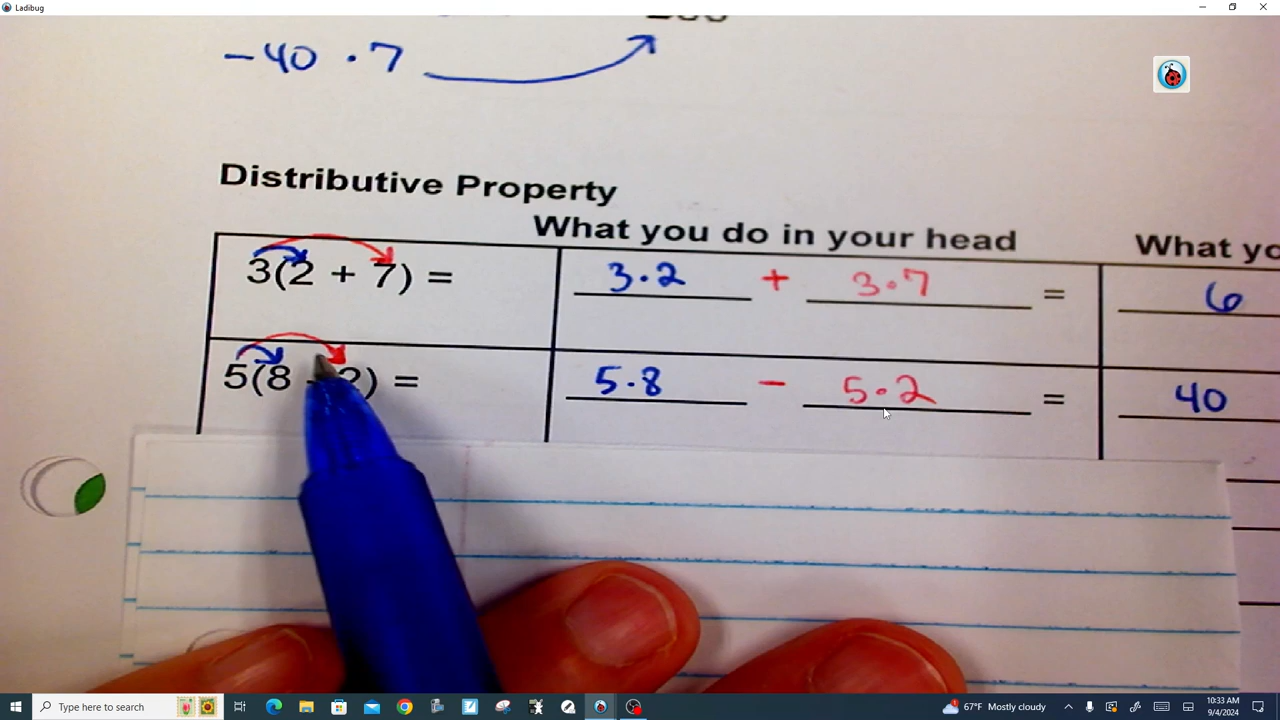 Ladibug
-40 · 7
Distributive Property
What you do in your head
What yo
3(2 + 7) =
3·2 + 3·7 =
6
5(8 - 2) =
5·8 - 5·2 =
40
Type here to search
67°F Mostly cloudy
10:33 AM
9/4/2024